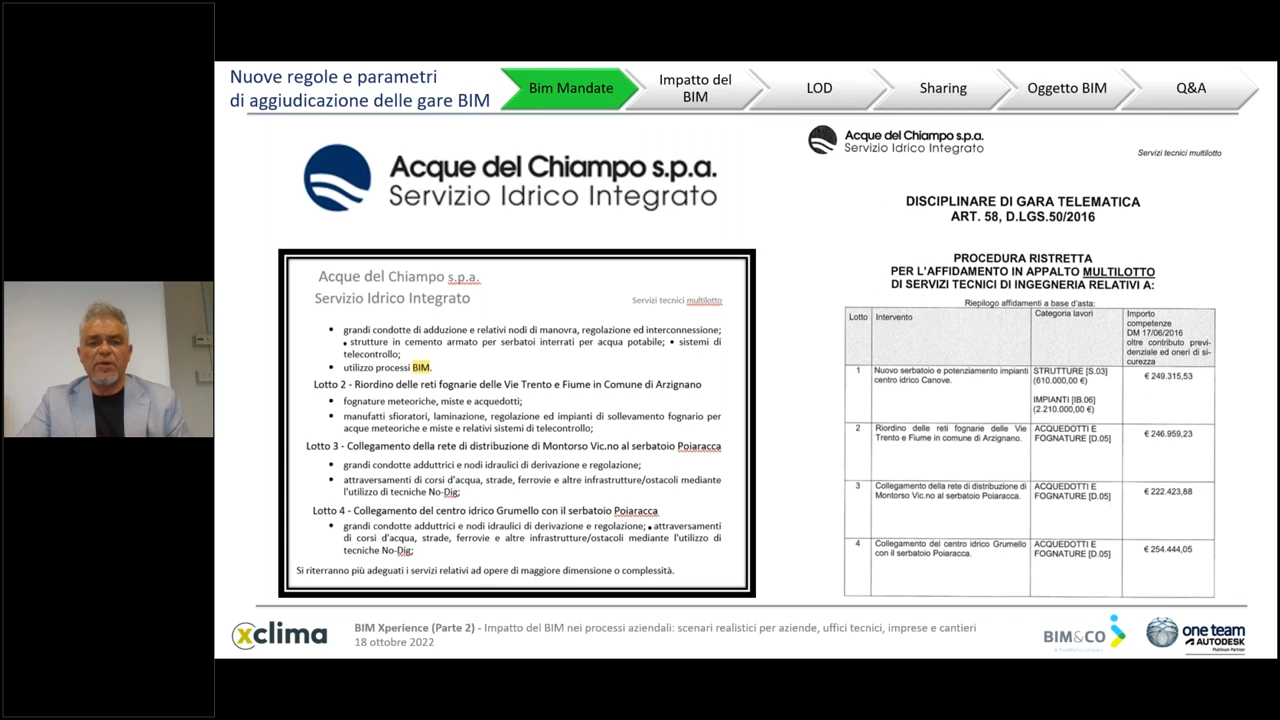 Nuove regole e parametri
di aggiudicazione delle gare BIM
Bim Mandate
Impatto del
BIM
LOD
Sharing
Oggetto BIM
Q&A
Acque del Chiampo s.p.a.
Servizio Idrico Integrato
Acque del Chiampo s.p.a.
Servizio Idrico Integrato
Servizi tecnici multilotto
• grandi condotte di adduzione e relativi nodi di manovra, regolazione ed interconnessione;
• • strutture in cemento armato per serbatoi interrati per acqua potabile; • sistemi di
telecontrollo;
• utilizzo processi BIM.
Lotto 2 - Riordino delle reti fognarie delle Vie Trento e Fiume in Comune di Arzignano
• fognature meteoriche, miste e acquedotti;
• manufatti sfioratori, laminazione, regolazione ed impianti di sollevamento fognario per
acque meteoriche e miste e relativi sistemi di telecontrollo;
Lotto 3 - Collegamento della rete di distribuzione di Montorso Vic.no al serbatoio Poiaracca
• grandi condotte adduttrici e nodi idraulici di derivazione e regolazione;
• attraversamenti di corsi d'acqua, strade, ferrovie e altre infrastrutture/ostacoli mediante
l'utilizzo di tecniche No-Dig;
Lotto 4 - Collegamento del centro idrico Grumello con il serbatoio Poiaracca
• grandi condotte adduttrici e nodi idraulici di derivazione e regolazione; • attraversamenti
di corsi d'acqua, strade, ferrovie e altre infrastrutture/ostacoli mediante l'utilizzo di
tecniche No-Dig;
Si riterranno più adeguati i servizi relativi ad opere di maggiore dimensione o complessità.
Acque del Chiampo s.p.a.
Servizio Idrico Integrato
Servizi tecnici multilotto
DISCIPLINARE DI GARA TELEMATICA
ART. 58, D.LGS.50/2016
PROCEDURA RISTRETTA
PER L'AFFIDAMENTO IN APPALTO MULTILOTTO
DI SERVIZI TECNICI DI INGEGNERIA RELATIVI A:
Riepilogo affidamenti a base d'asta:
Lotto
Intervento
Categoria lavori
Importo
competenze
DM 17/06/2016
oltre contributo previ-
denziale ed oneri di si-
curezza
1
Nuovo serbatoio e potenziamento impianti
centro idrico Canove.
STRUTTURE [S.03]
(610.000,00 €)
IMPIANTI [IB.06]
(2.210.000,00 €)
€ 249.315,53
2
Riordino delle reti fognarie delle Vie
Trento e Fiume in comune di Arzignano.
ACQUEDOTTI E
FOGNATURE [D.05]
€ 246.959,23
3
Collegamento della rete di distribuzione di
Montorso Vic.no al serbatoio Poiaracca.
ACQUEDOTTI E
FOGNATURE [D.05]
€ 222.423,88
4
Collegamento del centro idrico Grumello
con il serbatoio Poiaracca.
ACQUEDOTTI E
FOGNATURE [D.05]
€ 254.444,05
xclima
BIM Xperience (Parte 2) - Impatto del BIM nei processi aziendali: scenari realistici per aziende, uffici tecnici, imprese e cantieri
18 ottobre 2022
BIM&CO
one team
AUTODESK
Platinum Partner